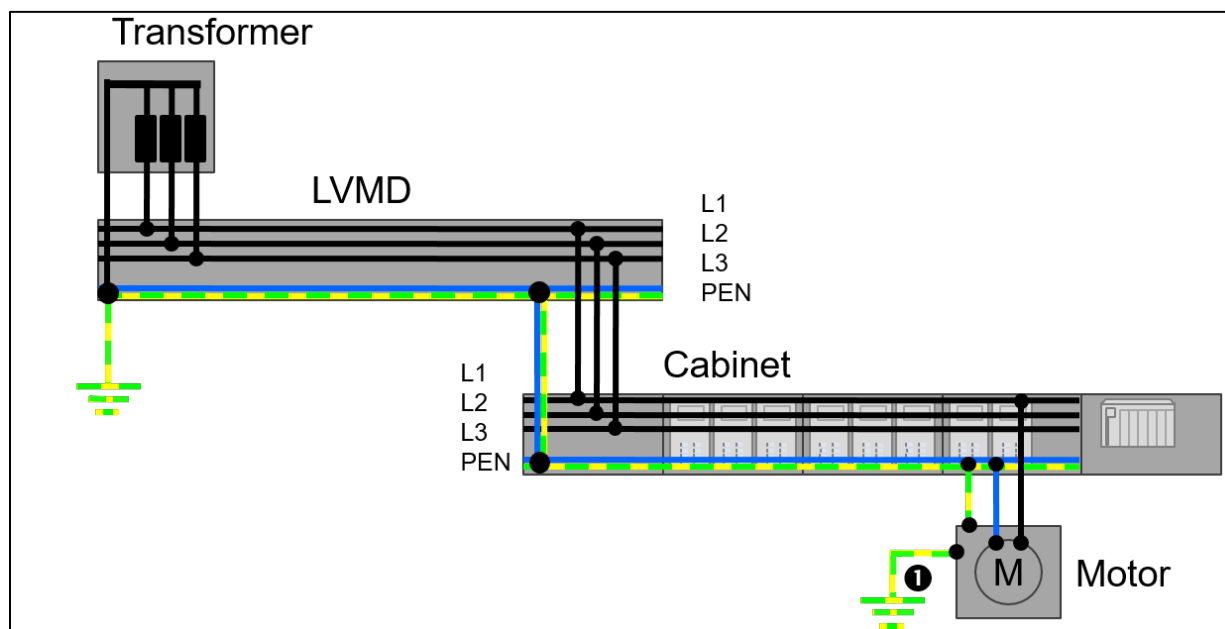 Transformer
LVMD
L1
L2
L3
PEN
Cabinet
L1
L2
L3
PEN
1
M
Motor